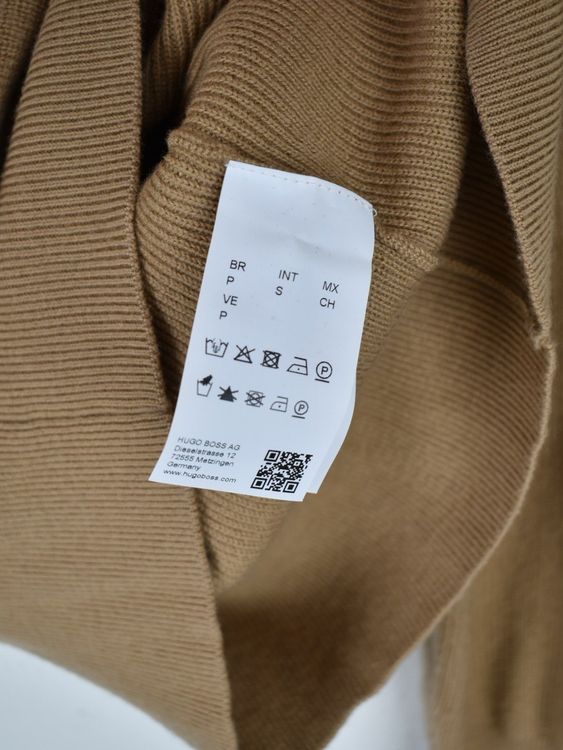 BR INT MX
P S CH
VE
P
P
P
HUGO BOSS AG
Dieselstrasse 12
72555 Metzingen
Germany
www.hugoboss.com